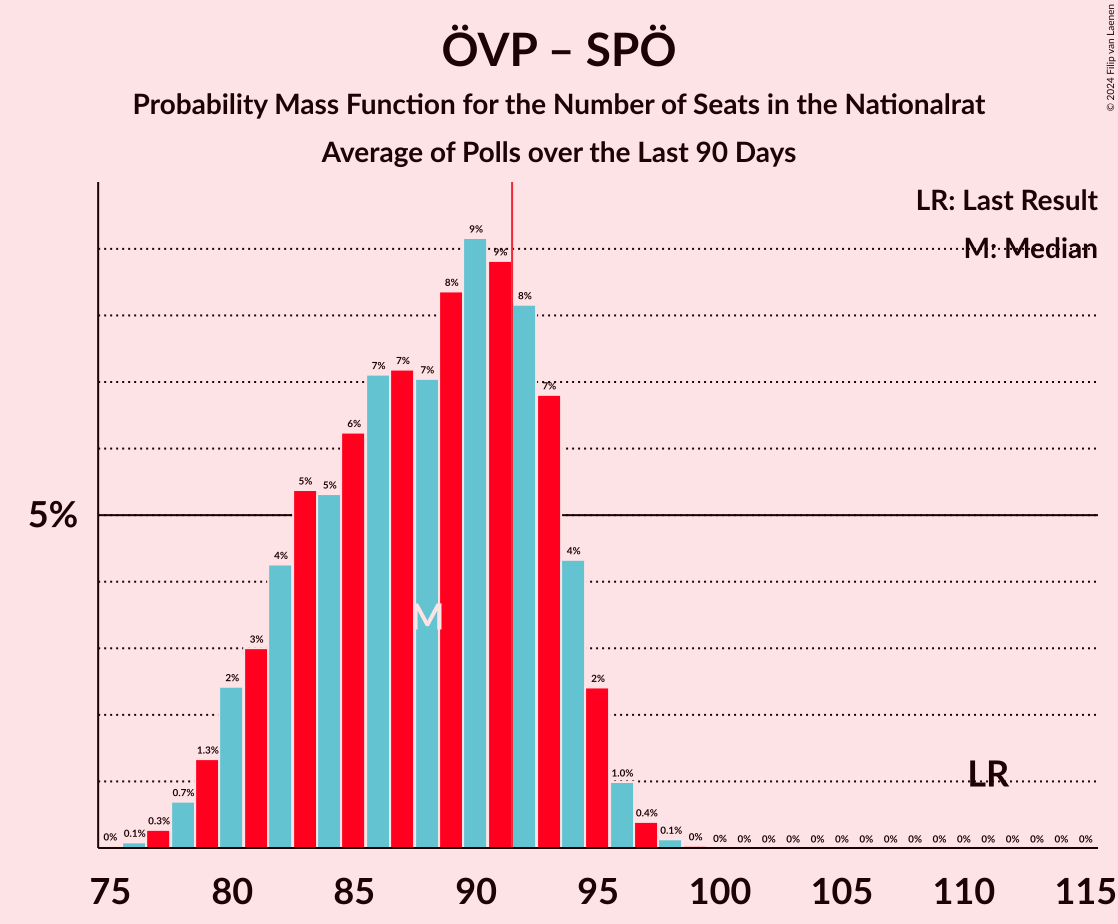 ÖVP – SPÖ
Probability Mass Function for the Number of Seats in the Nationalrat
Average of Polls over the Last 90 Days
© 2024 Filip van Laenen
LR: Last Result
M: Median
5%
0% 0.1% 0.3% 0.7% 1.3% 2% 3% 4% 5% 5% 6% 7% 7% 7% 8% 9% 9% 8% 7% 4% 2% 1.0% 0.4% 0.1% 0% 0% 0% 0% 0% 0% 0% 0% 0% 0% 0% 0% 0% 0% 0% 0% 0%
M
LR
75 80 85 90 95 100 105 110 115